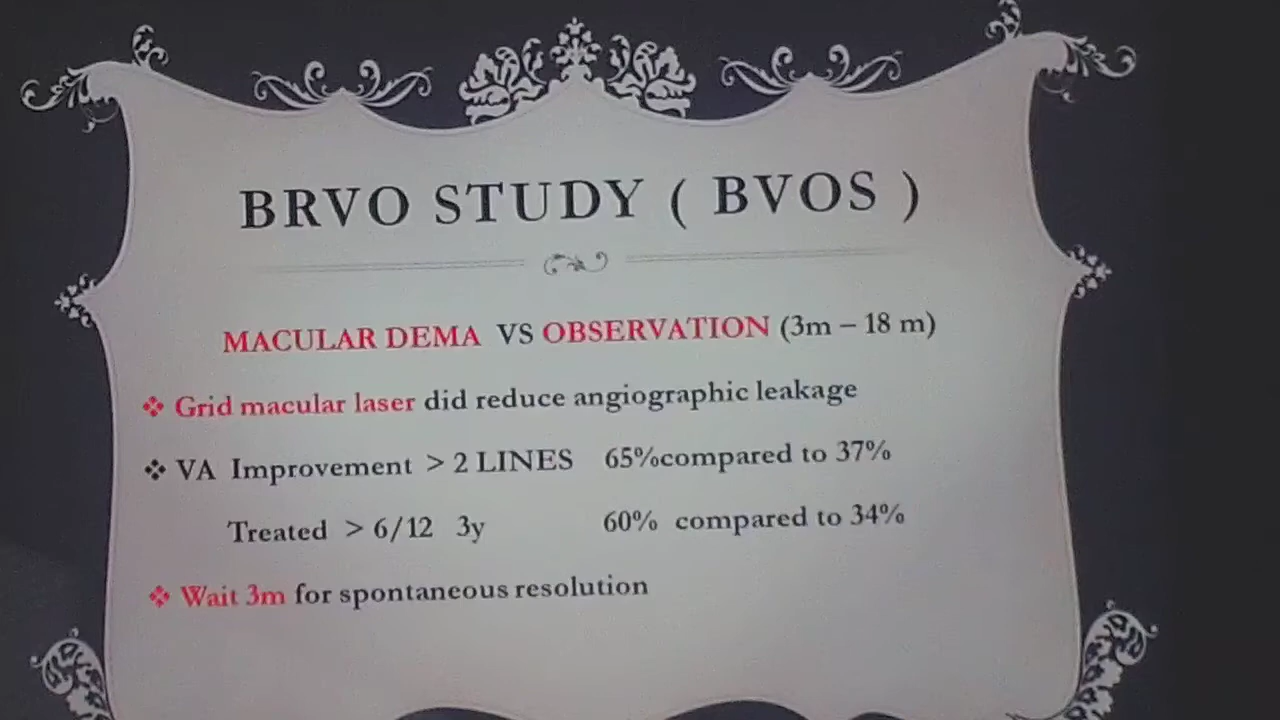 BRVO STUDY ( BVOS )
MACULAR DEMA VS OBSERVATION (3m – 18 m)
Grid macular laser did reduce angiographic leakage
VA Improvement > 2 LINES 65%compared to 37%
Treated > 6/12 3y 60% compared to 34%
Wait 3m for spontaneous resolution